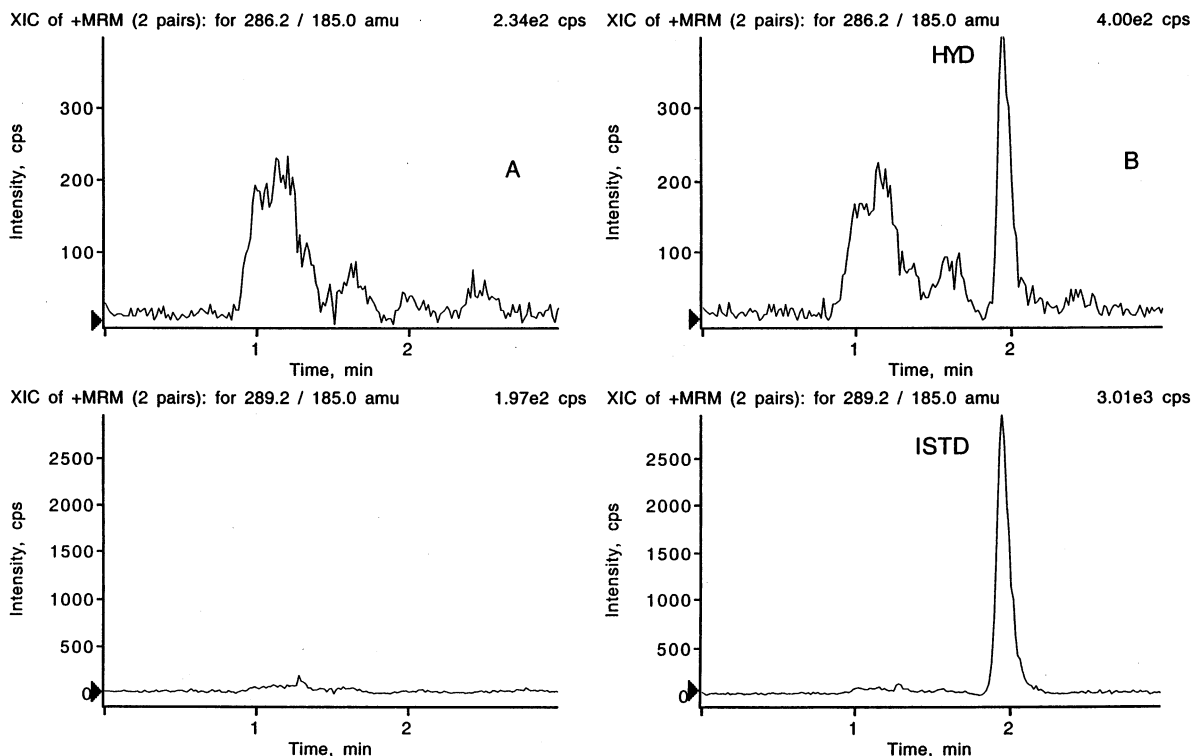 XIC of +MRM (2 pairs): for 286.2 / 185.0 amu 2.34e2 cps
Intensity, cps
300
200
100
A
1 2
Time, min
XIC of +MRM (2 pairs): for 286.2 / 185.0 amu 4.00e2 cps
Intensity, cps
HYD
300
200
100
B
1 2
Time, min
XIC of +MRM (2 pairs): for 289.2 / 185.0 amu 1.97e2 cps
Intensity, cps
2500
2000
1500
1000
500
0
1 2
Time, min
XIC of +MRM (2 pairs): for 289.2 / 185.0 amu 3.01e3 cps
Intensity, cps
ISTD
2500
2000
1500
1000
500
0
1 2
Time, min